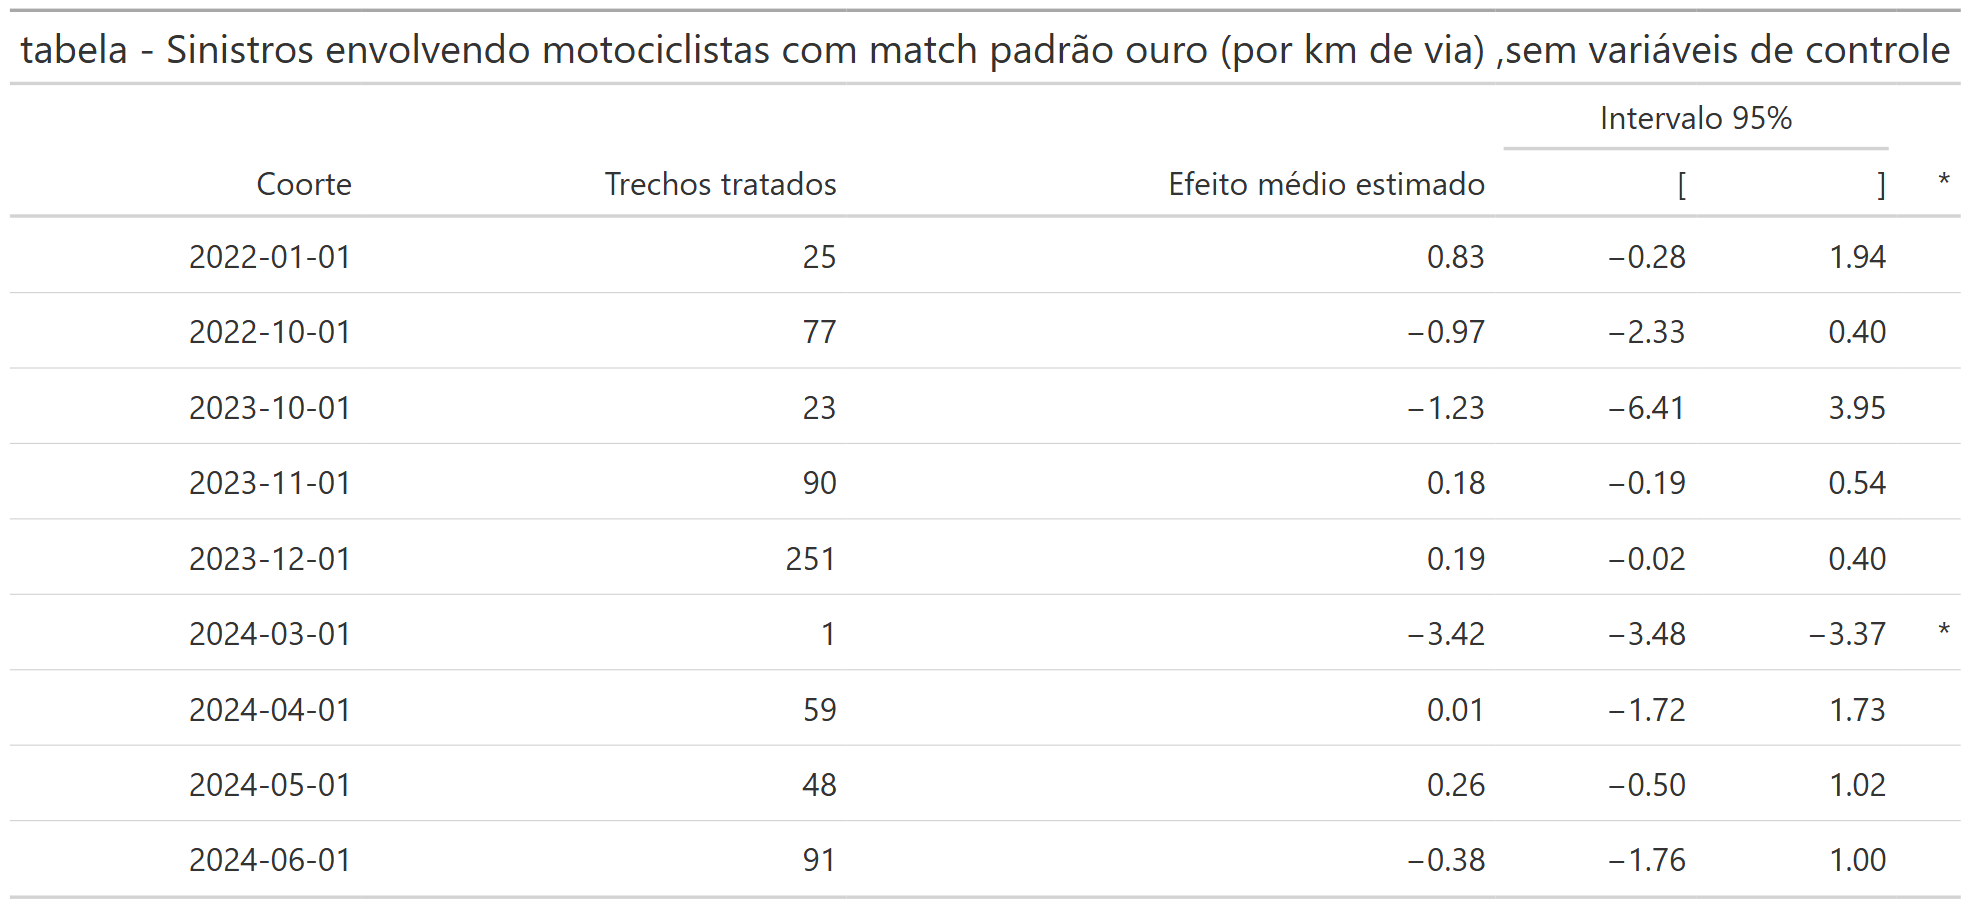 tabela - Sinistros envolvendo motociclistas com match padrão ouro (por km de via) ,sem variáveis de controle
Intervalo 95%
Coorte Trechos tratados Efeito médio estimado [ ] *
2022-01-01 25 0.83 −0.28 1.94
2022-10-01 77 −0.97 −2.33 0.40
2023-10-01 23 −1.23 −6.41 3.95
2023-11-01 90 0.18 −0.19 0.54
2023-12-01 251 0.19 −0.02 0.40
2024-03-01 1 −3.42 −3.48 −3.37 *
2024-04-01 59 0.01 −1.72 1.73
2024-05-01 48 0.26 −0.50 1.02
2024-06-01 91 −0.38 −1.76 1.00